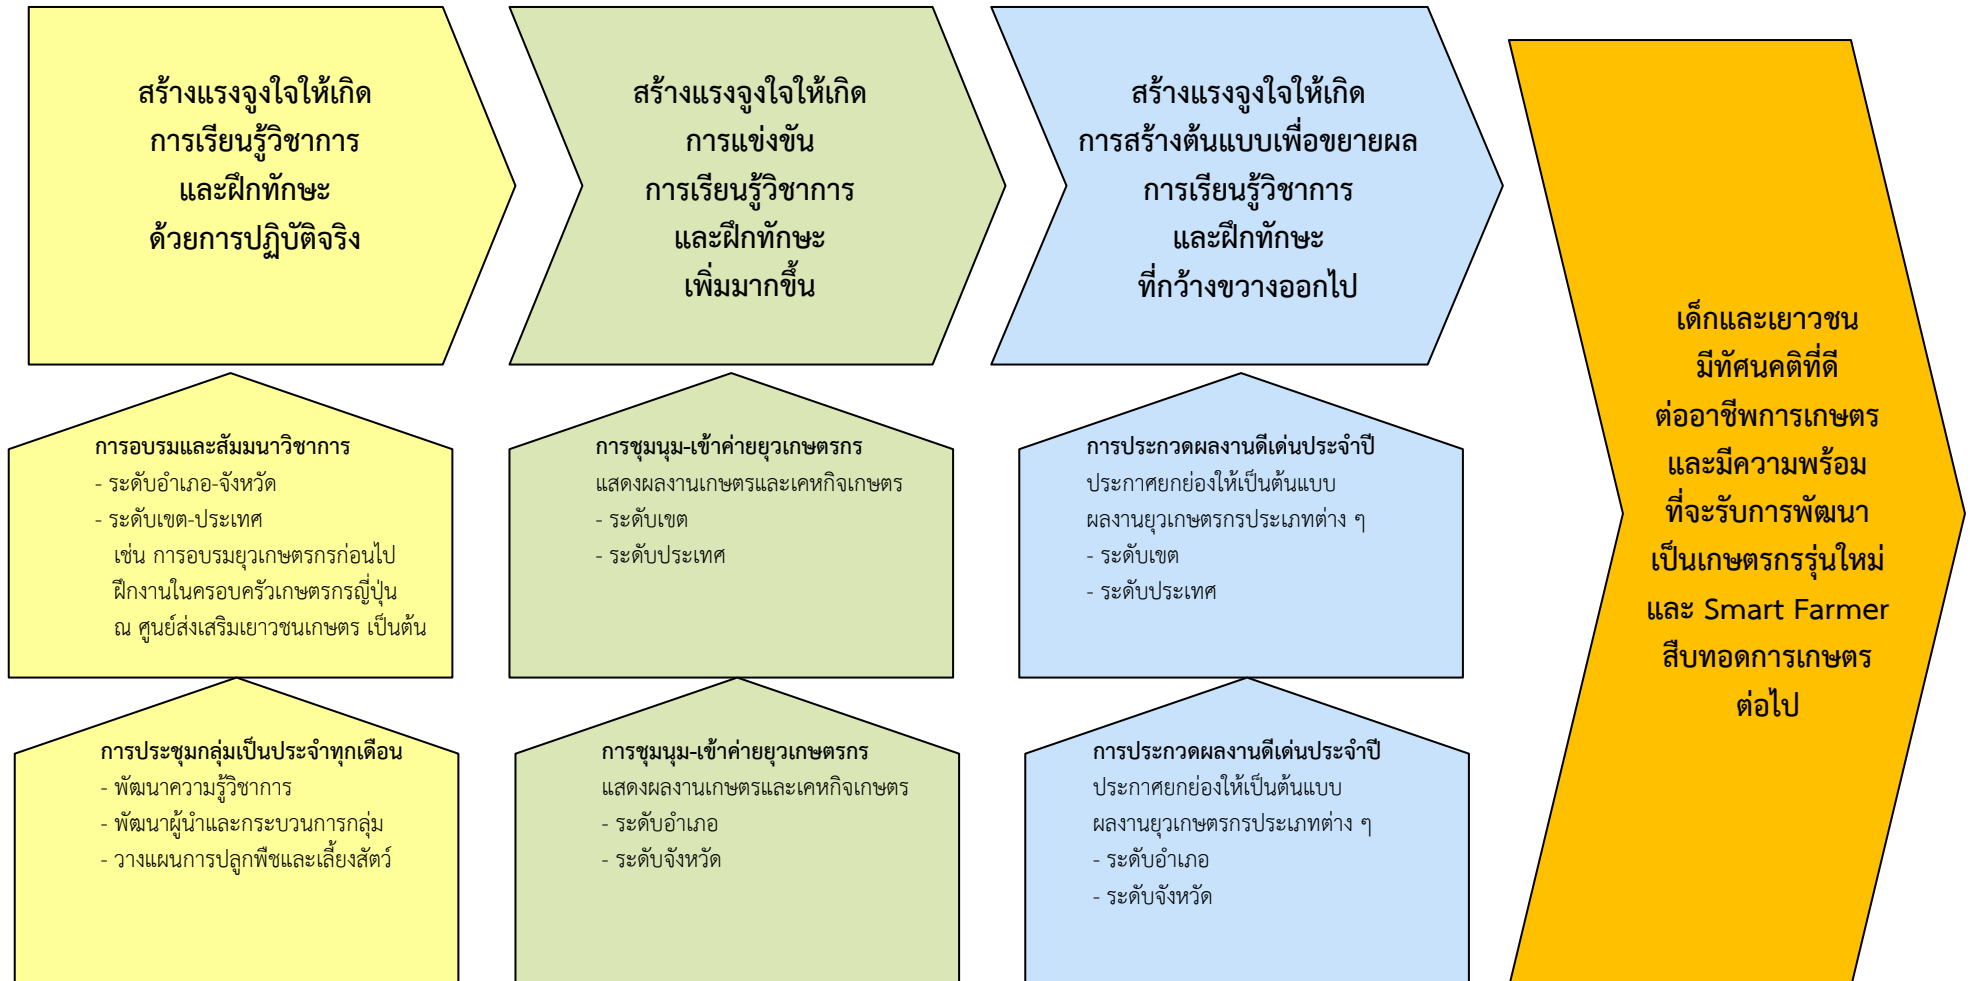 สร้างแรงจูงใจให้เกิด
การเรียนรู้วิชาการ
และฝึกทักษะ
ด้วยการปฏิบัติจริง
สร้างแรงจูงใจให้เกิด
การแข่งขัน
การเรียนรู้วิชาการ
และฝึกทักษะ
เพิ่มมากขึ้น
สร้างแรงจูงใจให้เกิด
การสร้างต้นแบบเพื่อขยายผล
การเรียนรู้วิชาการ
และฝึกทักษะ
ที่กว้างขวางออกไป
การอบรมและสัมมนาวิชาการ
- ระดับอำเภอ-จังหวัด
- ระดับเขต-ประเทศ
เช่น การอบรมยุวเกษตรกรก่อนไป
ฝึกงานในครอบครัวเกษตรกรญี่ปุ่น
ณ ศูนย์ส่งเสริมเยาวชนเกษตร เป็นต้น
การชุมนุม-เข้าค่ายยุวเกษตรกร
แสดงผลงานเกษตรและเคหกิจเกษตร
- ระดับเขต
- ระดับประเทศ
การประกวดผลงานดีเด่นประจำปี
ประกาศยกย่องให้เป็นต้นแบบ
ผลงานยุวเกษตรกรประเภทต่าง ๆ
- ระดับเขต
- ระดับประเทศ
การประชุมกลุ่มเป็นประจำทุกเดือน
- พัฒนาความรู้วิชาการ
- พัฒนาผู้นำและกระบวนการกลุ่ม
- วางแผนการปลูกพืชและเลี้ยงสัตว์
การชุมนุม-เข้าค่ายยุวเกษตรกร
แสดงผลงานเกษตรและเคหกิจเกษตร
- ระดับอำเภอ
- ระดับจังหวัด
การประกวดผลงานดีเด่นประจำปี
ประกาศยกย่องให้เป็นต้นแบบ
ผลงานยุวเกษตรกรประเภทต่าง ๆ
- ระดับอำเภอ
- ระดับจังหวัด
เด็กและเยาวชน
มีทัศนคติที่ดี
ต่ออาชีพการเกษตร
และมีความพร้อม
ที่จะรับการพัฒนา
เป็นเกษตรกรรุ่นใหม่
และ Smart Farmer
สืบทอดการเกษตร
ต่อไป